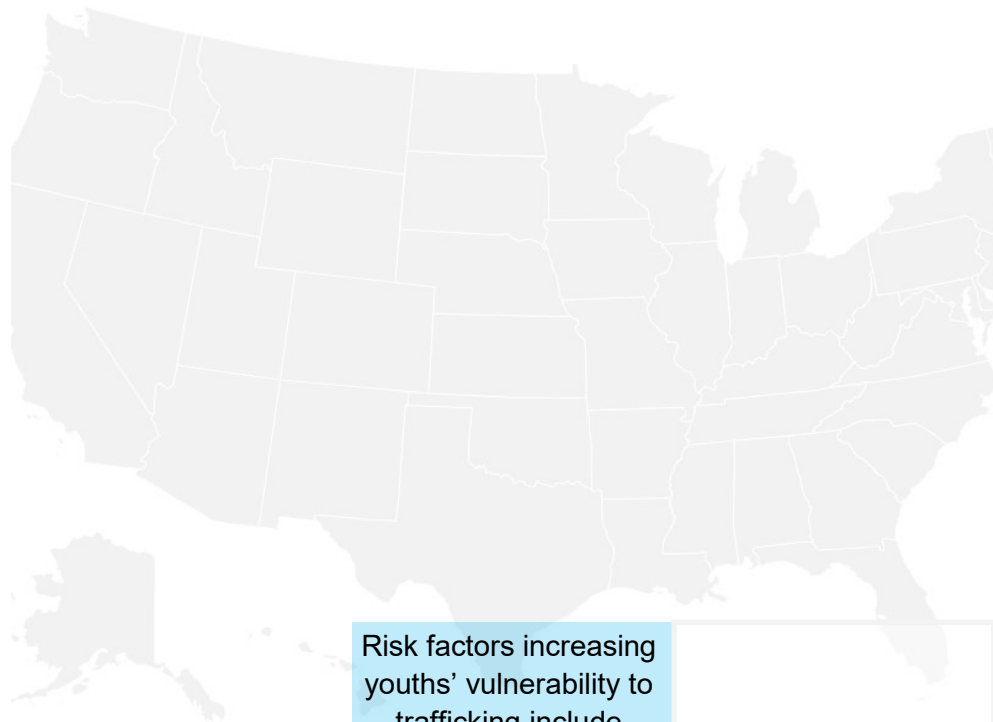 Risk factors increasing
youths’ vulnerability to
trafficking include